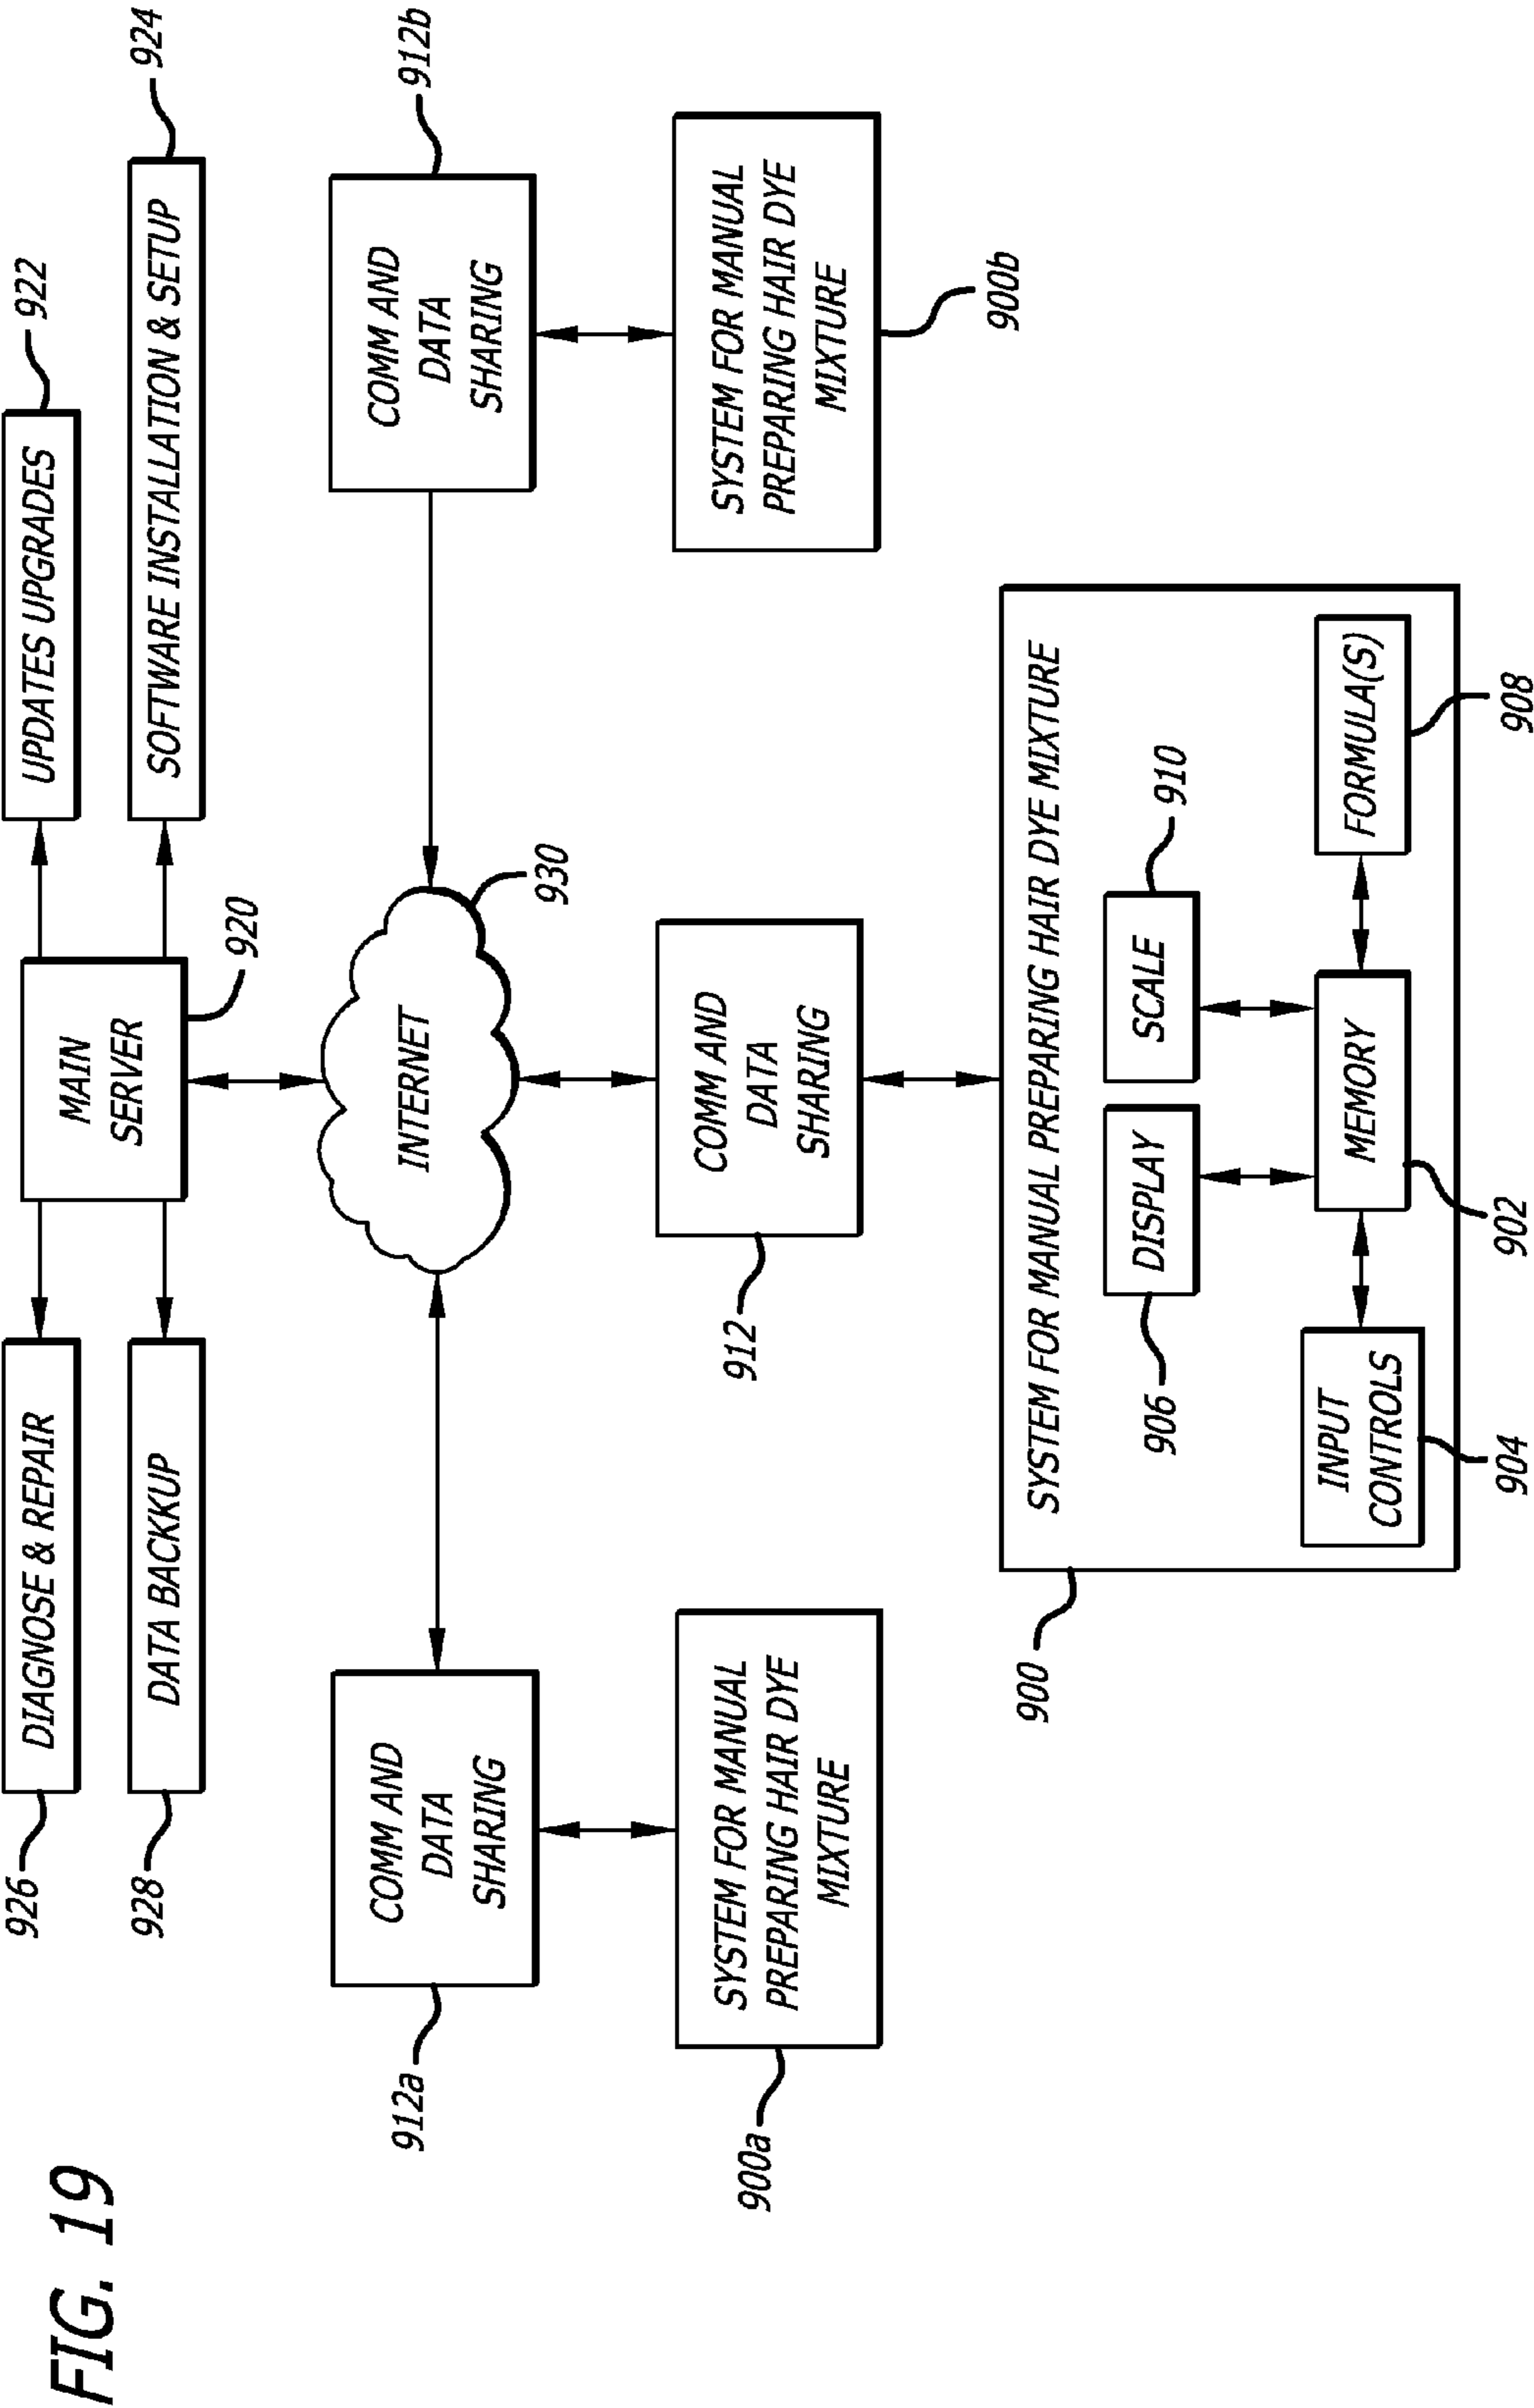 FIG. 19
926
DIAGNOSE & REPAIR
928
DATA BACKKUP
MAIN
SERVER
920
UPDATES UPGRADES
922
SOFTWARE INSTALLATION & SETUP
924
912a
COMM AND
DATA
SHARING
INTERNET
930
COMM AND
DATA
SHARING
912b
900a
SYSTEM FOR MANUAL
PREPARING HAIR DYE
MIXTURE
912
COMM AND
DATA
SHARING
SYSTEM FOR MANUAL
PREPARING HAIR DYE
MIXTURE
900b
900
SYSTEM FOR MANUAL PREPARING HAIR DYE MIXTURE
906
DISPLAY
SCALE
910
INPUT
CONTROLS
904
MEMORY
902
FORMULA(S)
908